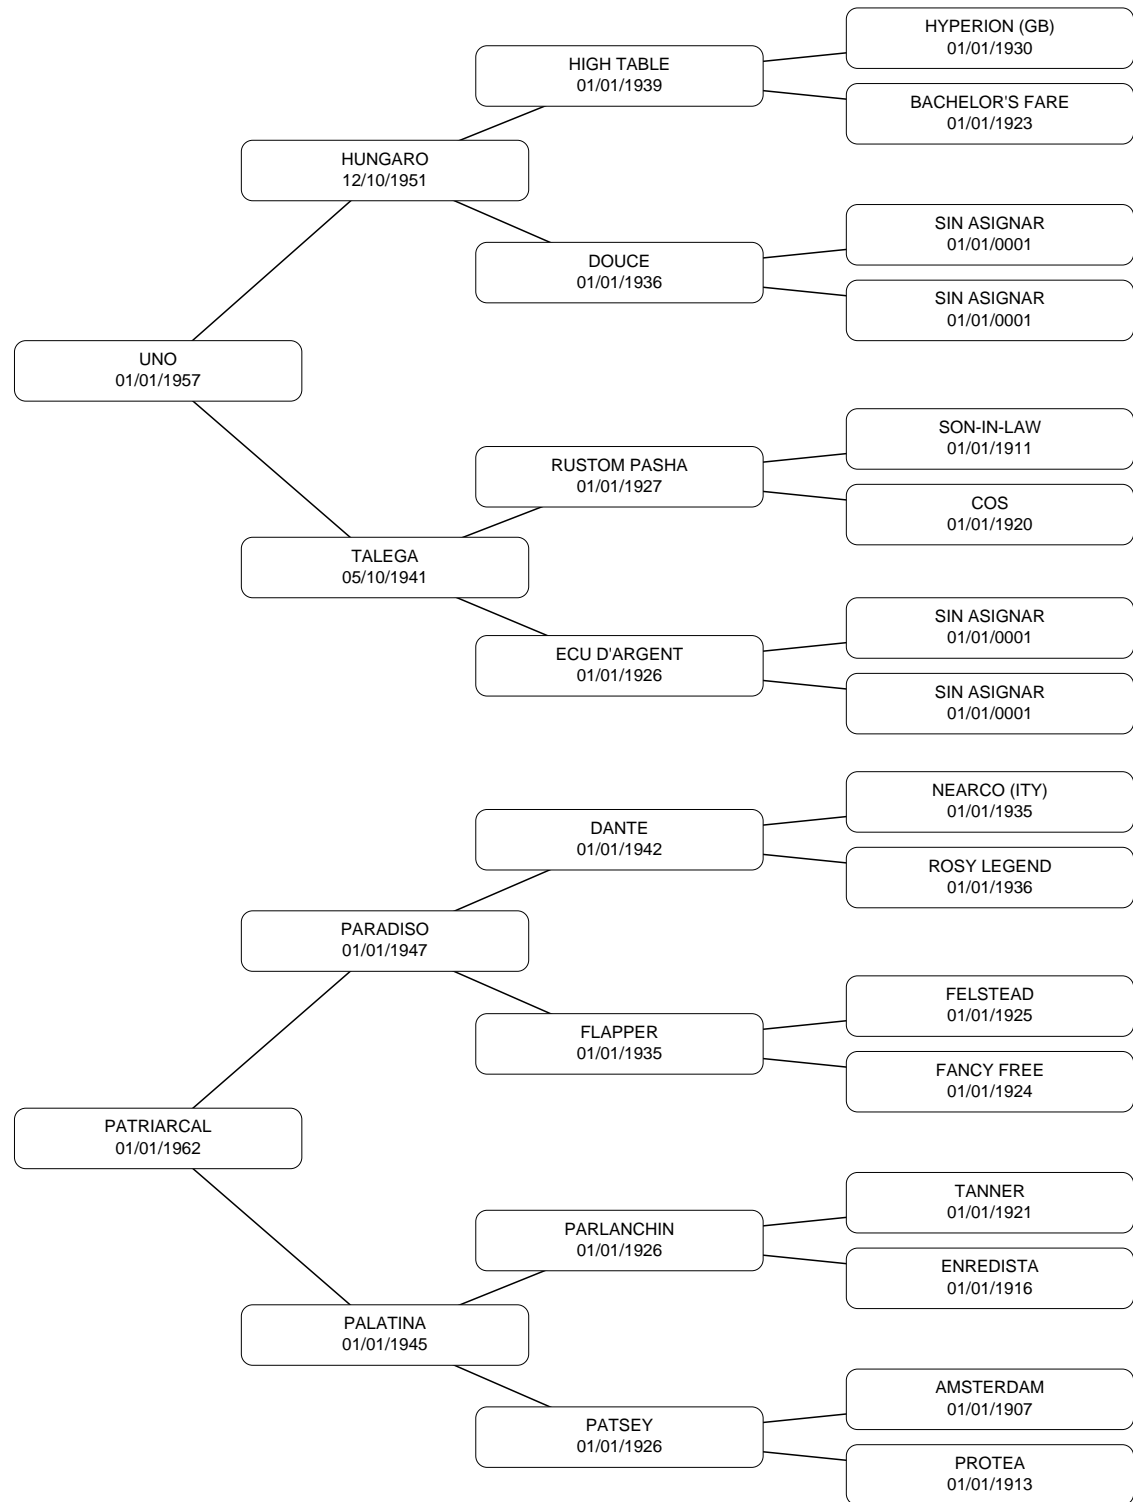 HYPERION (GB)
01/01/1930
HIGH TABLE
01/01/1939
BACHELOR'S FARE
01/01/1923
HUNGARO
12/10/1951
SIN ASIGNAR
01/01/0001
DOUCE
01/01/1936
SIN ASIGNAR
01/01/0001
UNO
01/01/1957
SON-IN-LAW
01/01/1911
RUSTOM PASHA
01/01/1927
COS
01/01/1920
TALEGA
05/10/1941
SIN ASIGNAR
01/01/0001
ECU D'ARGENT
01/01/1926
SIN ASIGNAR
01/01/0001
NEARCO (ITY)
01/01/1935
DANTE
01/01/1942
ROSY LEGEND
01/01/1936
PARADISO
01/01/1947
FELSTEAD
01/01/1925
FLAPPER
01/01/1935
FANCY FREE
01/01/1924
PATRIARCAL
01/01/1962
TANNER
01/01/1921
PARLANCHIN
01/01/1926
ENREDISTA
01/01/1916
PALATINA
01/01/1945
AMSTERDAM
01/01/1907
PATSEY
01/01/1926
PROTEA
01/01/1913